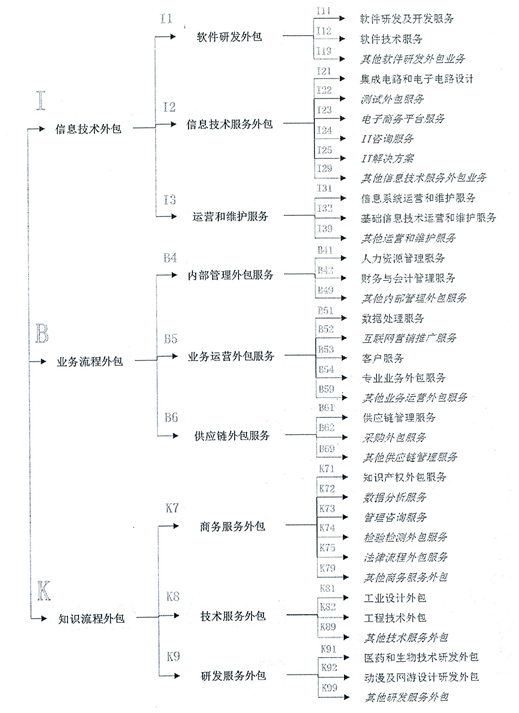 I
信息技术外包
I1
软件研发外包
I11
软件研发及开发服务
I12
软件技术服务
I19
其他软件研发外包业务
I2
信息技术服务外包
I21
集成电路和电子电路设计
I22
测试外包服务
I23
电子商务平台服务
I24
IT咨询服务
I25
IT解决方案
I29
其他信息技术服务外包业务
I3
运营和维护服务
I31
信息系统运营和维护服务
I32
基础信息技术运营和维护服务
I39
其他运营和维护服务
B
业务流程外包
B4
内部管理外包服务
B41
人力资源管理服务
B42
财务与会计管理服务
B49
其他内部管理外包服务
B5
业务运营外包服务
B51
数据处理服务
B52
互联网营销推广服务
B53
客户服务
B54
专业业务外包服务
B59
其他业务运营外包服务
B6
供应链外包服务
B61
供应链管理服务
B62
采购外包服务
B69
其他供应链管理服务
K
知识流程外包
K7
商务服务外包
K71
知识产权外包服务
K72
数据分析服务
K73
管理咨询服务
K74
检验检测外包服务
K75
法律流程外包服务
K79
其他商务服务外包
K8
技术服务外包
K81
工业设计外包
K82
工程技术外包
K89
其他技术服务外包
K9
研发服务外包
K91
医药和生物技术研发外包
K92
动漫及网游设计研发外包
K99
其他研发服务外包